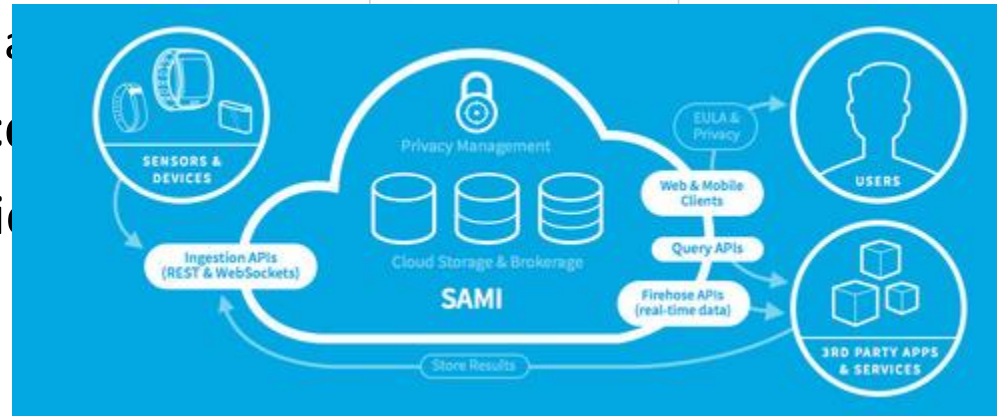 SENSORS &
DEVICES
Ingestion APIs
(REST & WebSockets)
Privacy Management
Cloud Storage & Brokerage
SAMI
EULA &
Privacy
Web & Mobile
Clients
Query APIs
Firehose APIs
(real-time data)
USERS
3RD PARTY APPS
& SERVICES
Store Results